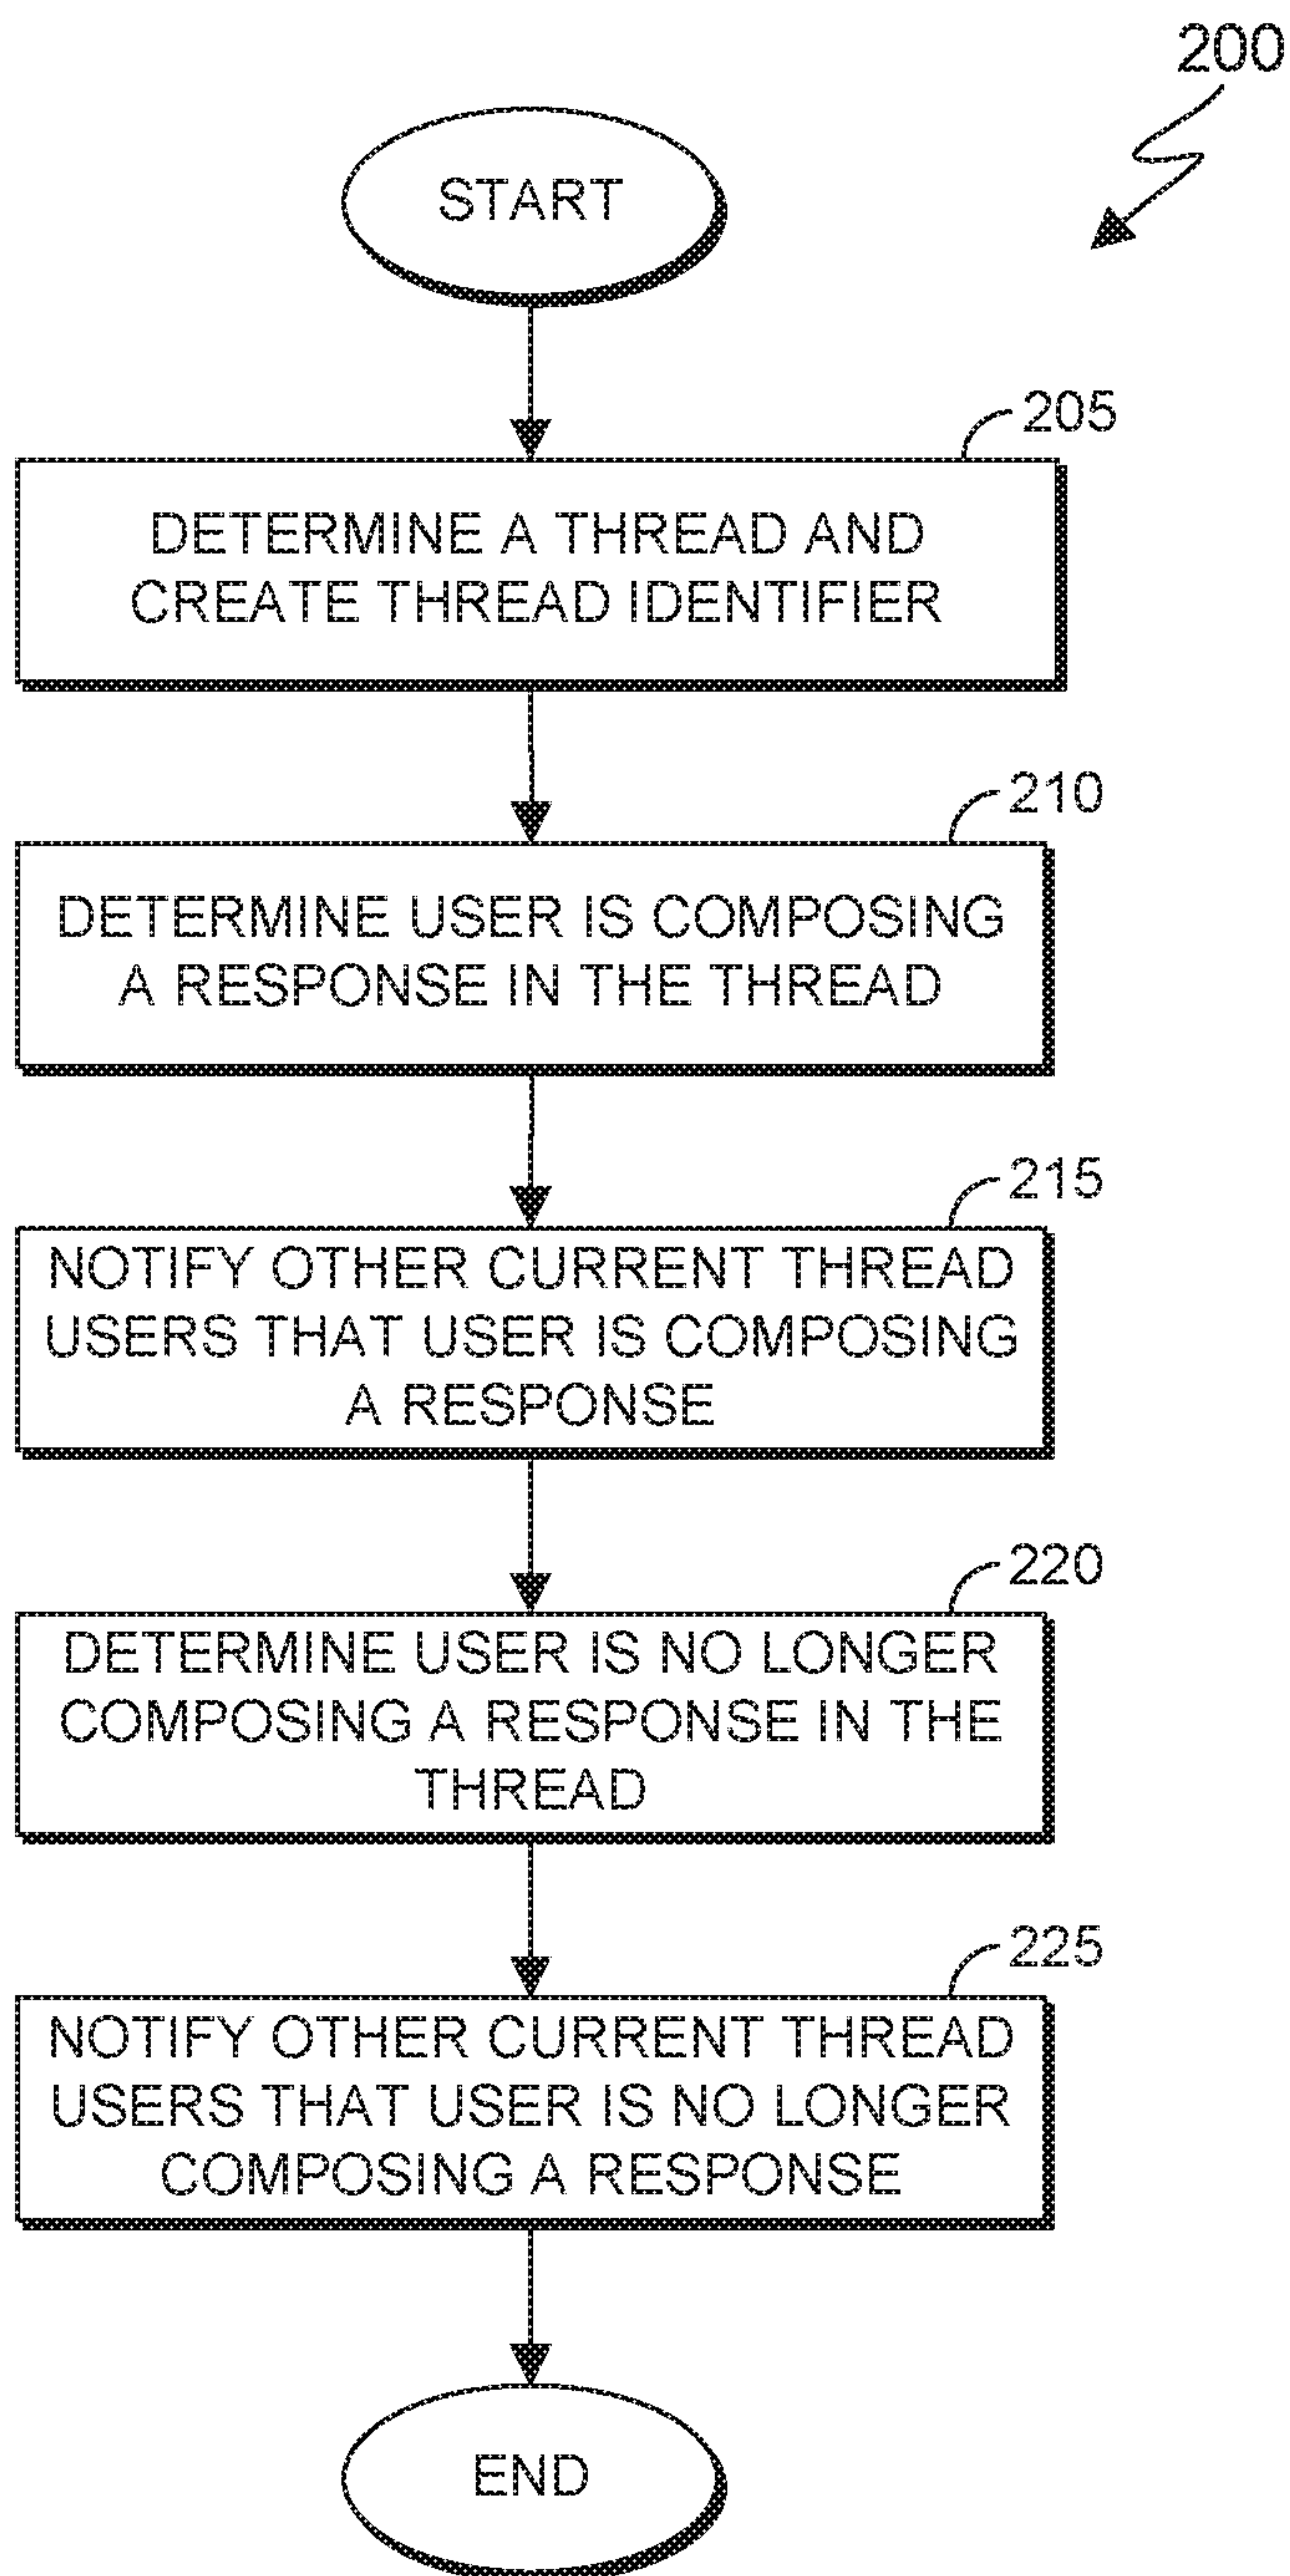 200
START
205
DETERMINE A THREAD AND
CREATE THREAD IDENTIFIER
210
DETERMINE USER IS COMPOSING
A RESPONSE IN THE THREAD
215
NOTIFY OTHER CURRENT THREAD
USERS THAT USER IS COMPOSING
A RESPONSE
220
DETERMINE USER IS NO LONGER
COMPOSING A RESPONSE IN THE
THREAD
225
NOTIFY OTHER CURRENT THREAD
USERS THAT USER IS NO LONGER
COMPOSING A RESPONSE
END